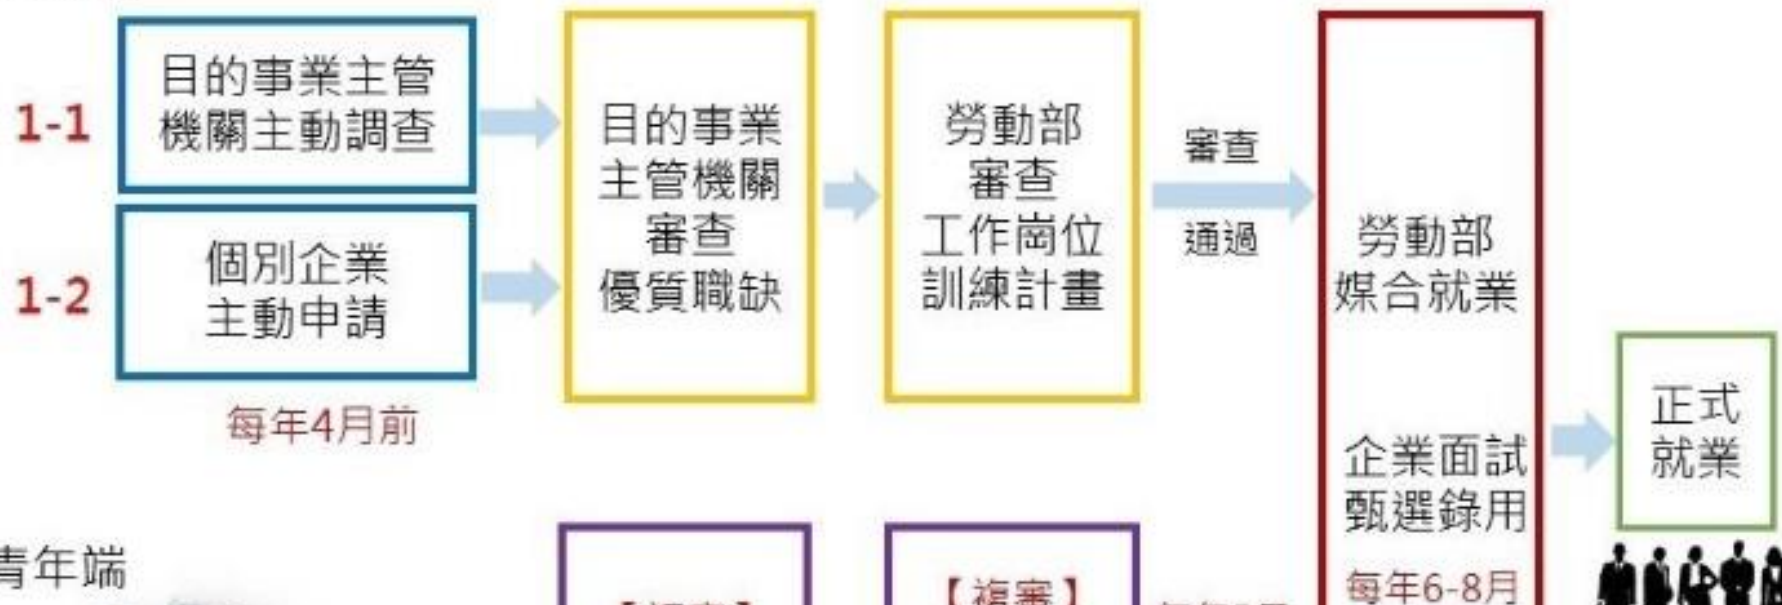 1-1
目的事業主管
機關主動調查
1-2
個別企業
主動申請
每年4月前
目的事業
主管機關
審查
優質職缺
勞動部
審查
工作崗位
訓練計畫
審查
通過
勞動部
媒合就業
企業面試
甄選錄用
每年6-8月
正式
就業
青年端
【複審】